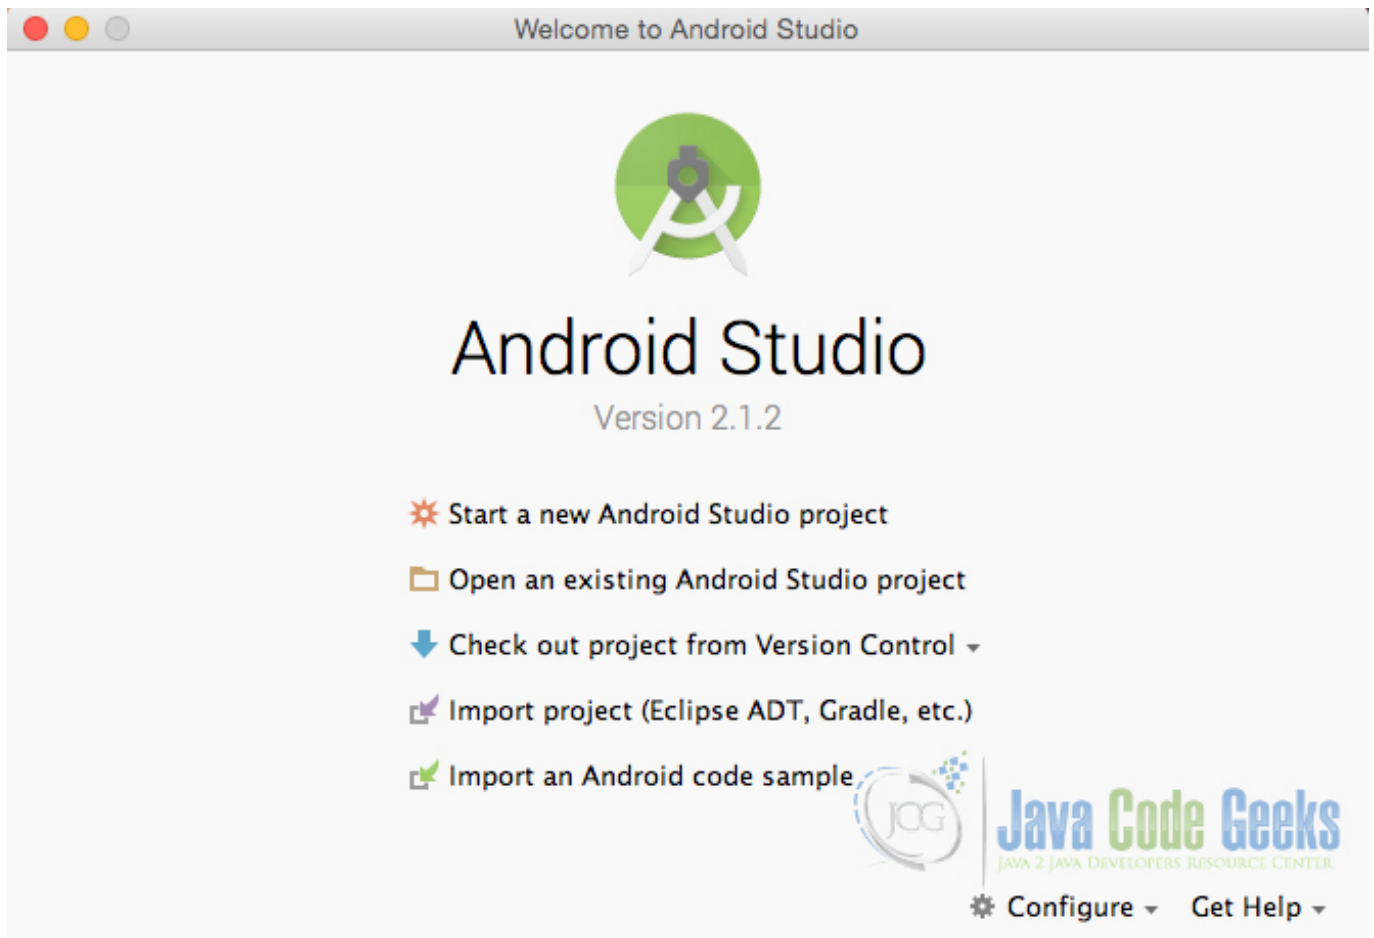 Welcome to Android Studio
Android Studio
Version 2.1.2
Start a new Android Studio project
Open an existing Android Studio project
Check out project from Version Control
Import project (Eclipse ADT, Gradle, etc.)
Import an Android code sample
JCG
Java Code Geeks
JAVA 2 JAVA DEVELOPERS RESOURCE CENTER
Configure Get Help